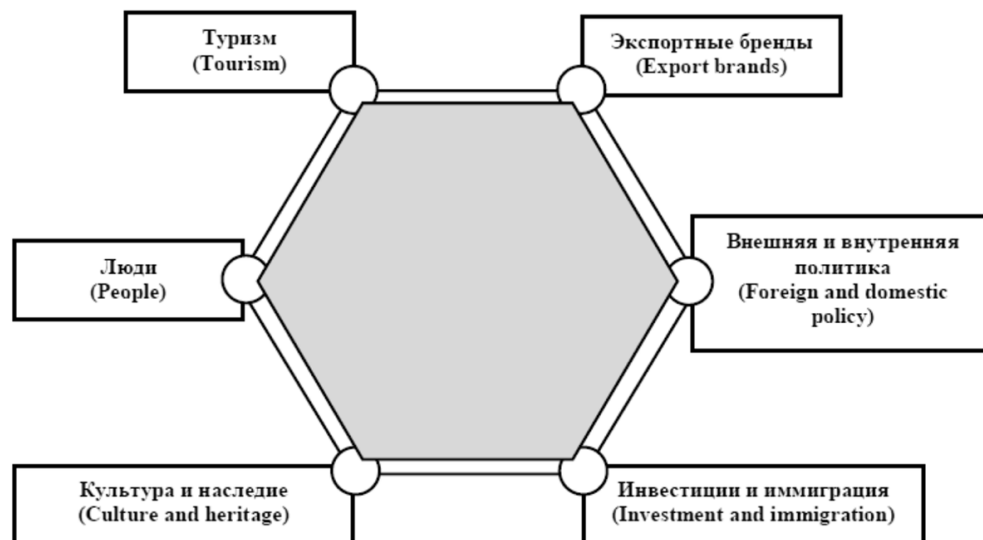 Туризм
(Tourism)
Экспортные бренды
(Export brands)
Люди
(People)
Внешняя и внутренняя
политика
(Foreign and domestic
policy)
Культура и наследие
(Culture and heritage)
Инвестиции и иммиграция
(Investment and immigration)